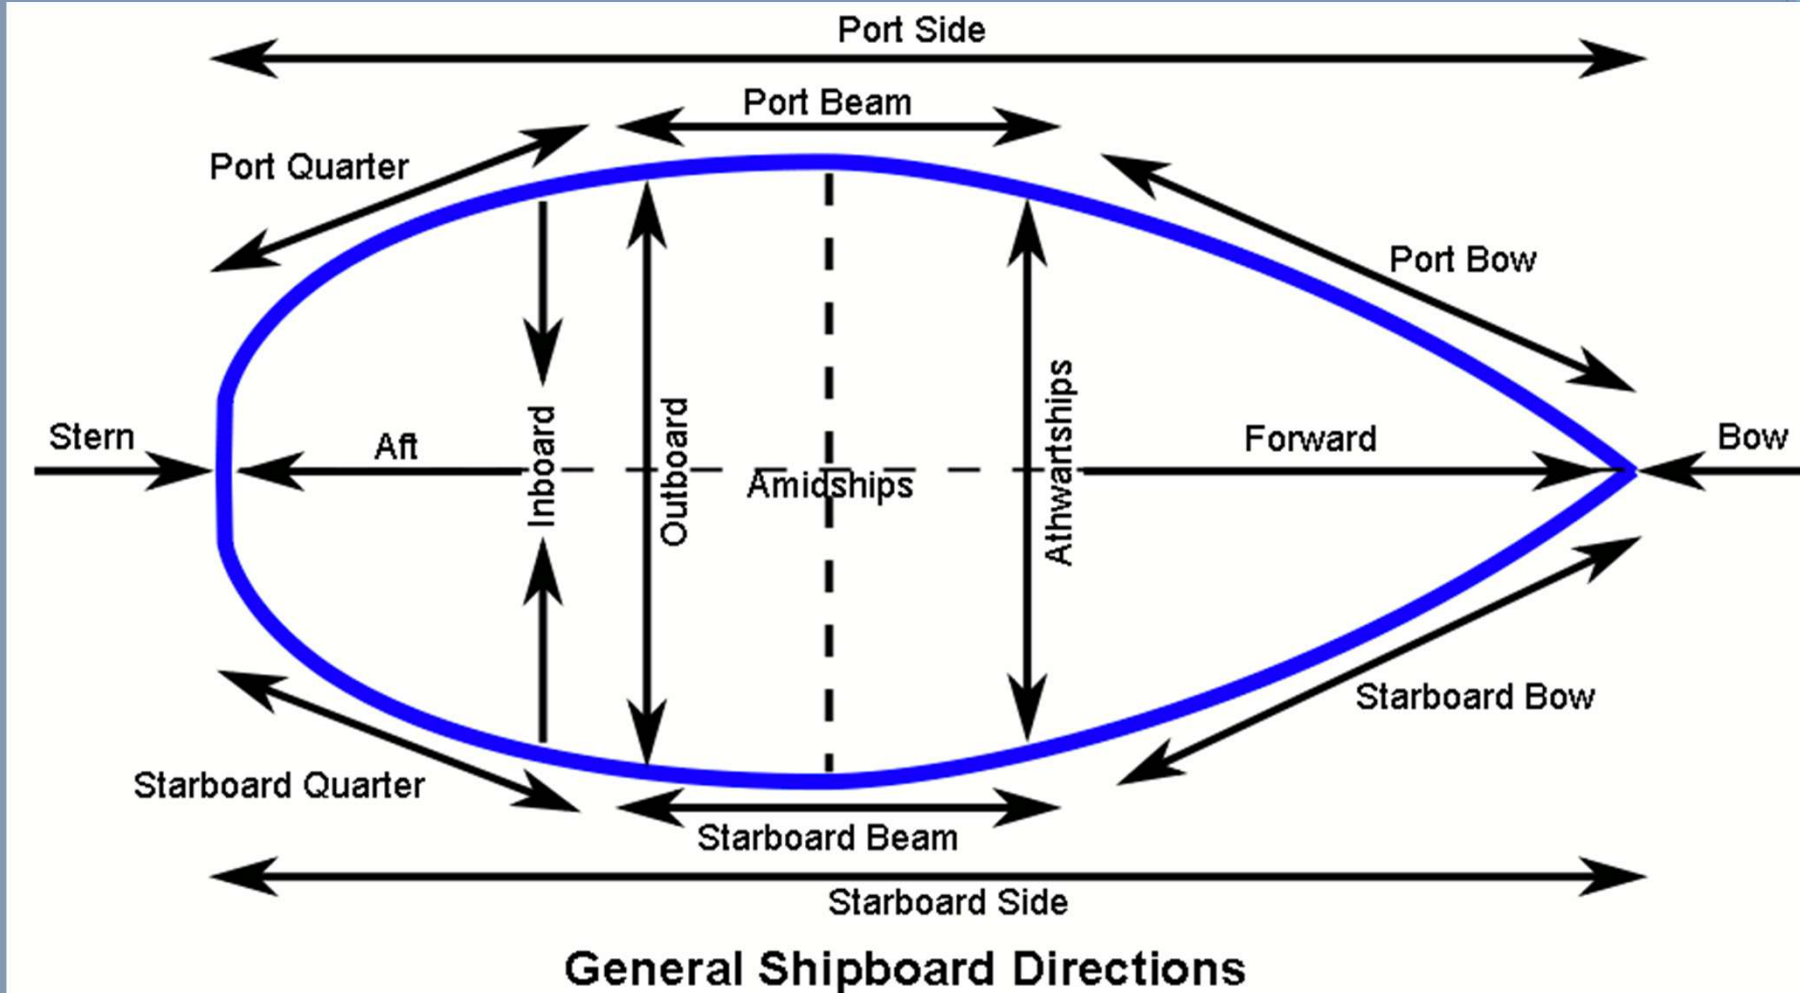 Port Side
Port Beam
Port Quarter
Port Bow
Stern
Aft
Inboard
Outboard
Amidships
Athwartships
Forward
Bow
Starboard Bow
Starboard Quarter
Starboard Beam
Starboard Side
General Shipboard Directions